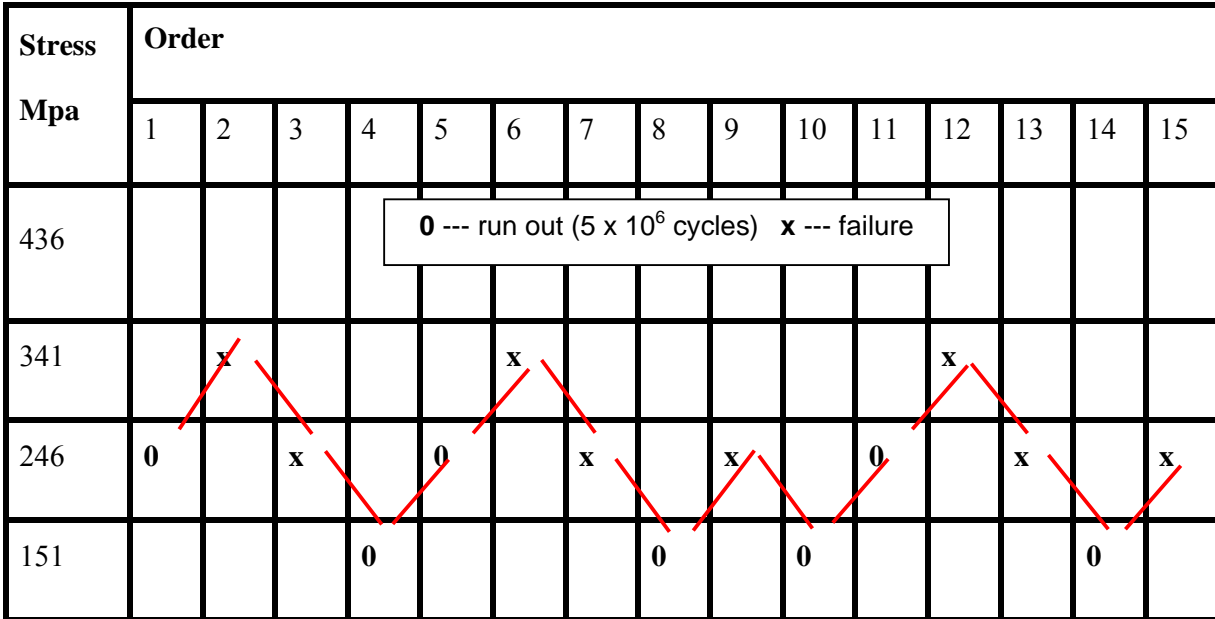 Stress Mpa Order
1 2 3 4 5 6 7 8 9 10 11 12 13 14 15
436
0 --- run out (5 x 10⁶ cycles) x --- failure
341 x x x
246 0 x 0 x x 0 x x
151 0 0 0 0